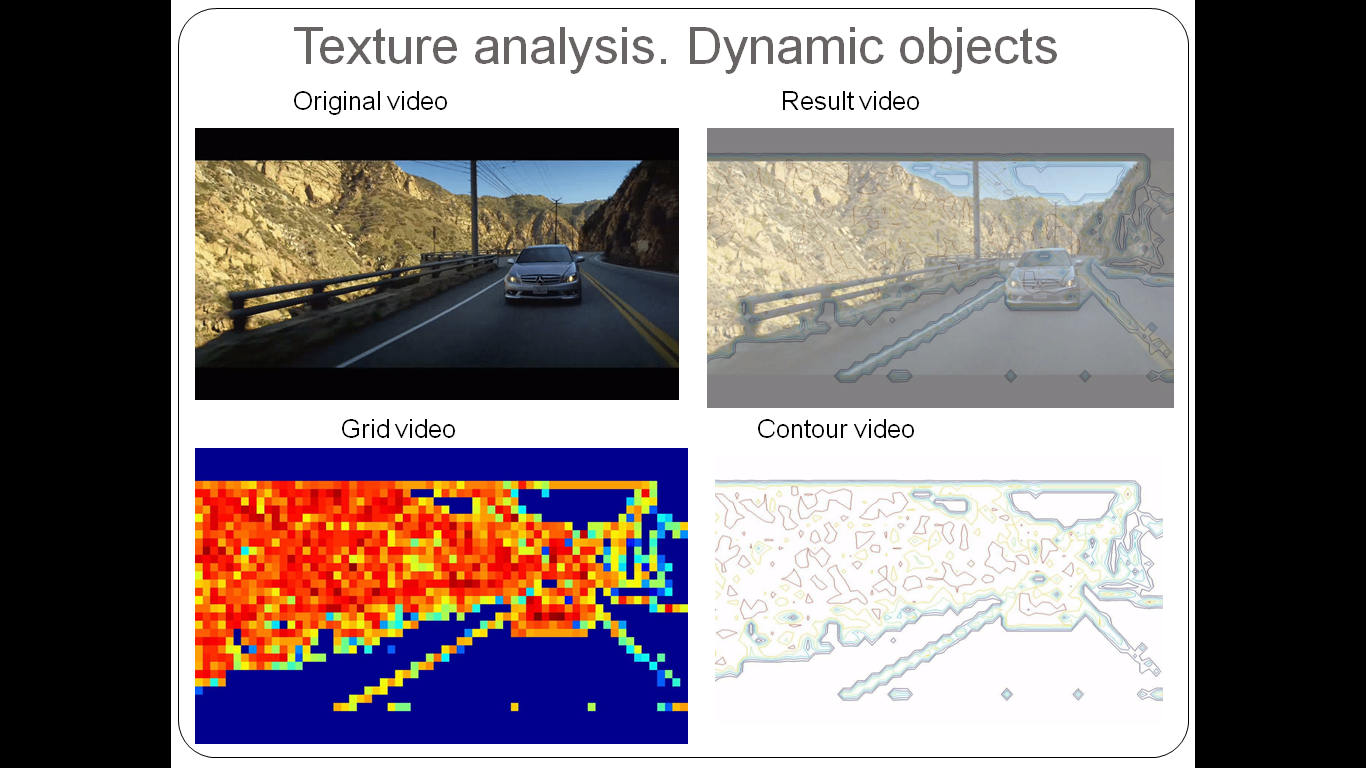 Texture analysis. Dynamic objects
Original video
Result video
Grid video
Contour video